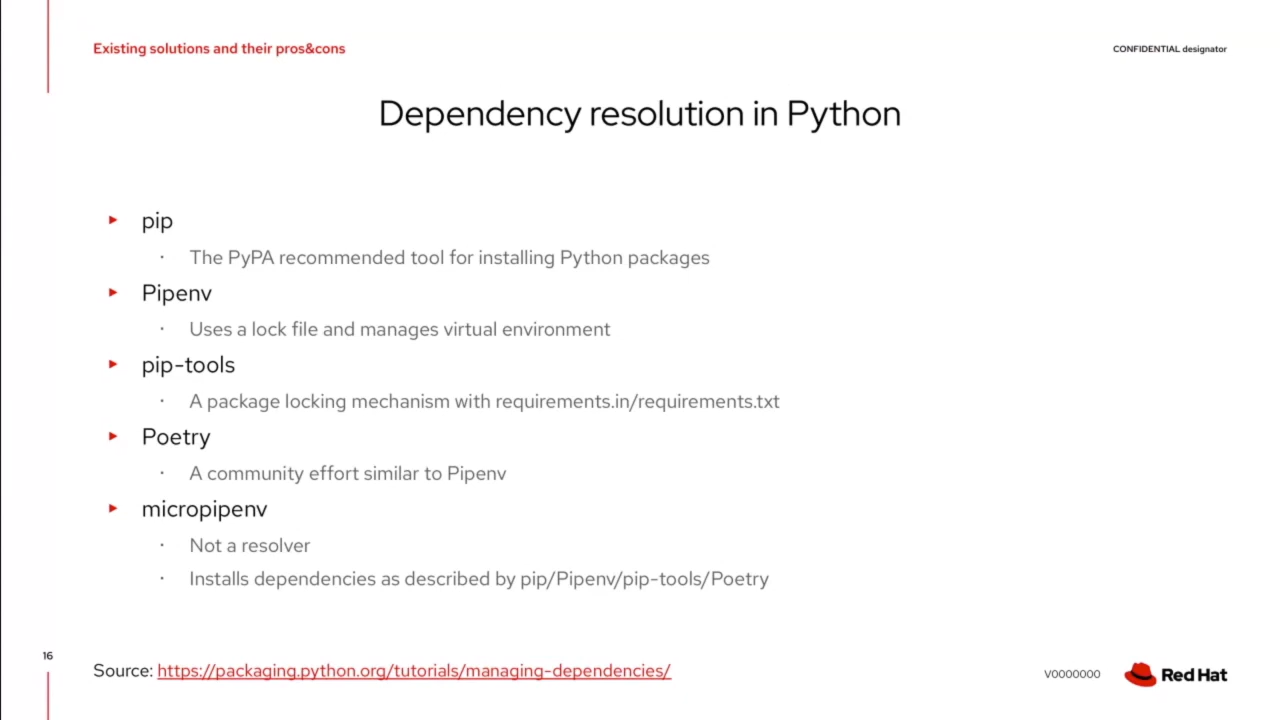 Existing solutions and their pros&cons
CONFIDENTIAL designator
Dependency resolution in Python
pip
The PyPA recommended tool for installing Python packages
Pipenv
Uses a lock file and manages virtual environment
pip-tools
A package locking mechanism with requirements.in/requirements.txt
Poetry
A community effort similar to Pipenv
micropipenv
Not a resolver
Installs dependencies as described by pip/Pipenv/pip-tools/Poetry
16
Source: https://packaging.python.org/tutorials/managing-dependencies/
V0000000
Red Hat